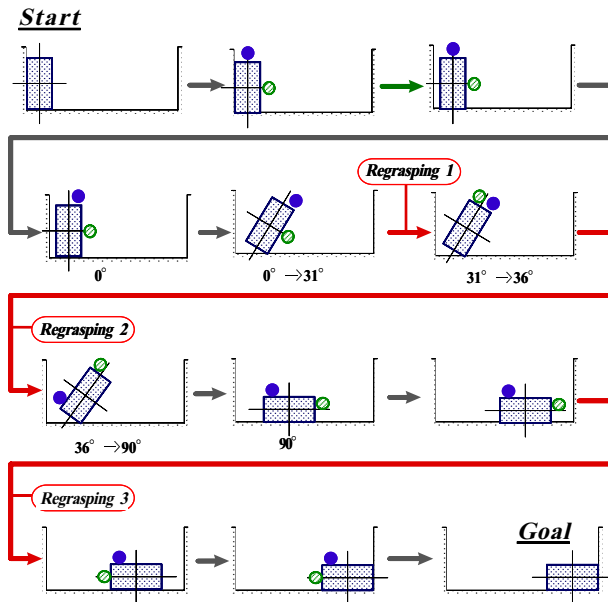 Start
Regrasping 1
0°
0° →31°
31° →36°
Regrasping 2
36° →90°
90°
Regrasping 3
Goal